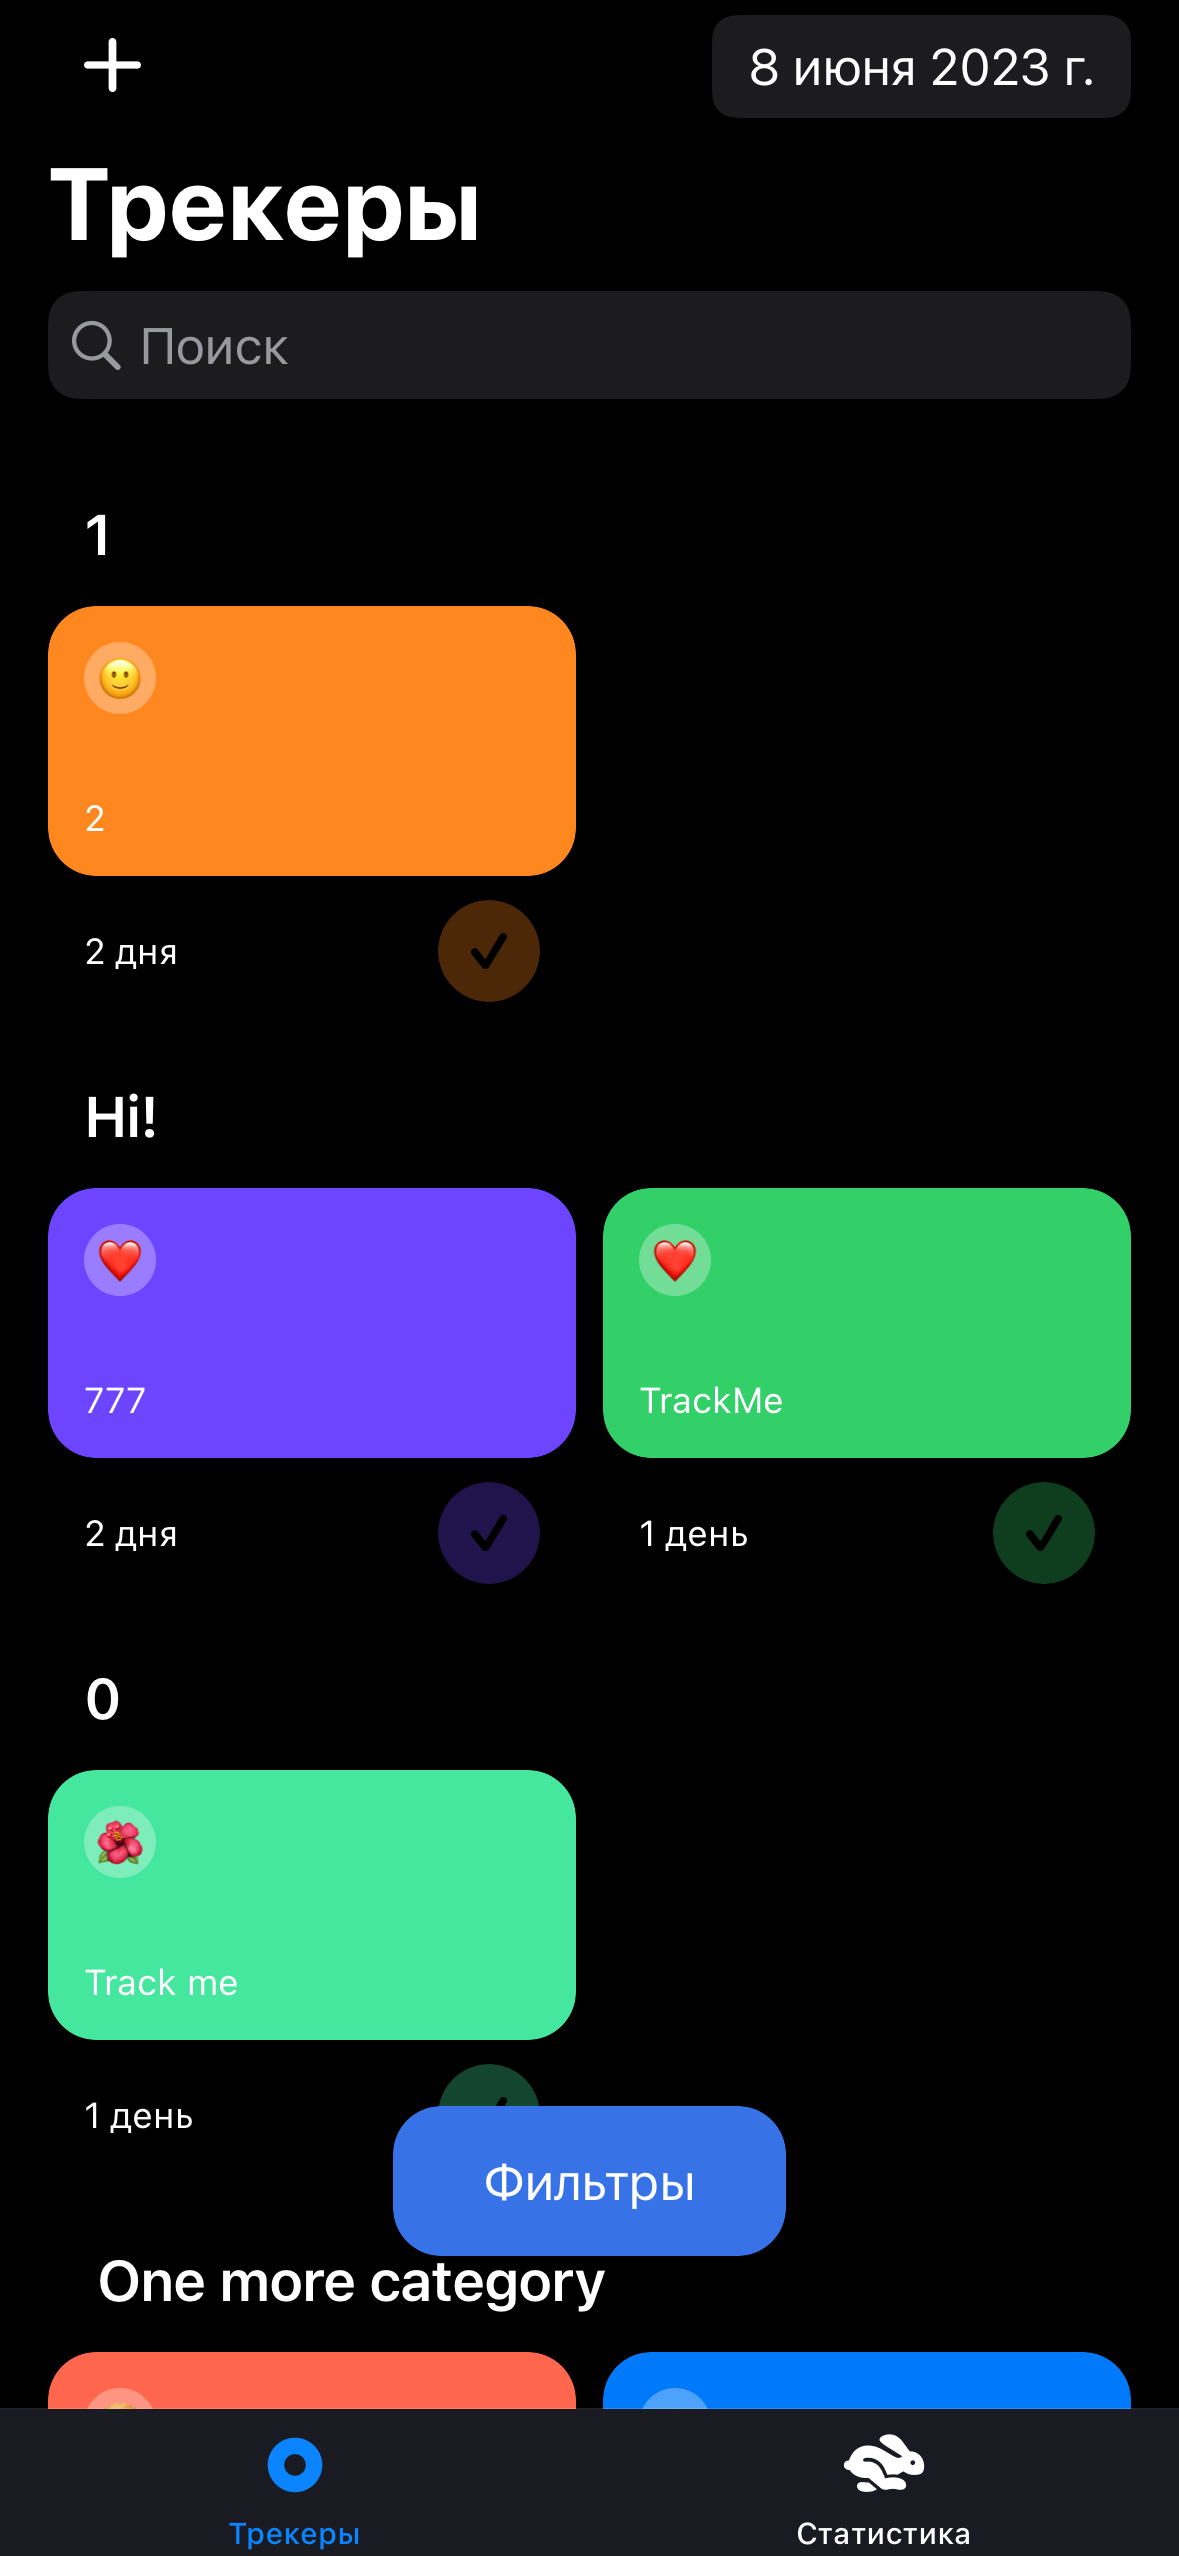 8 июня 2023 г.
Трекеры
Поиск
1
2
2 дня
Hi!
777
TrackMe
2 дня
1 день
0
Track me
1 день
Фильтры
One more category
Трекеры
Статистика